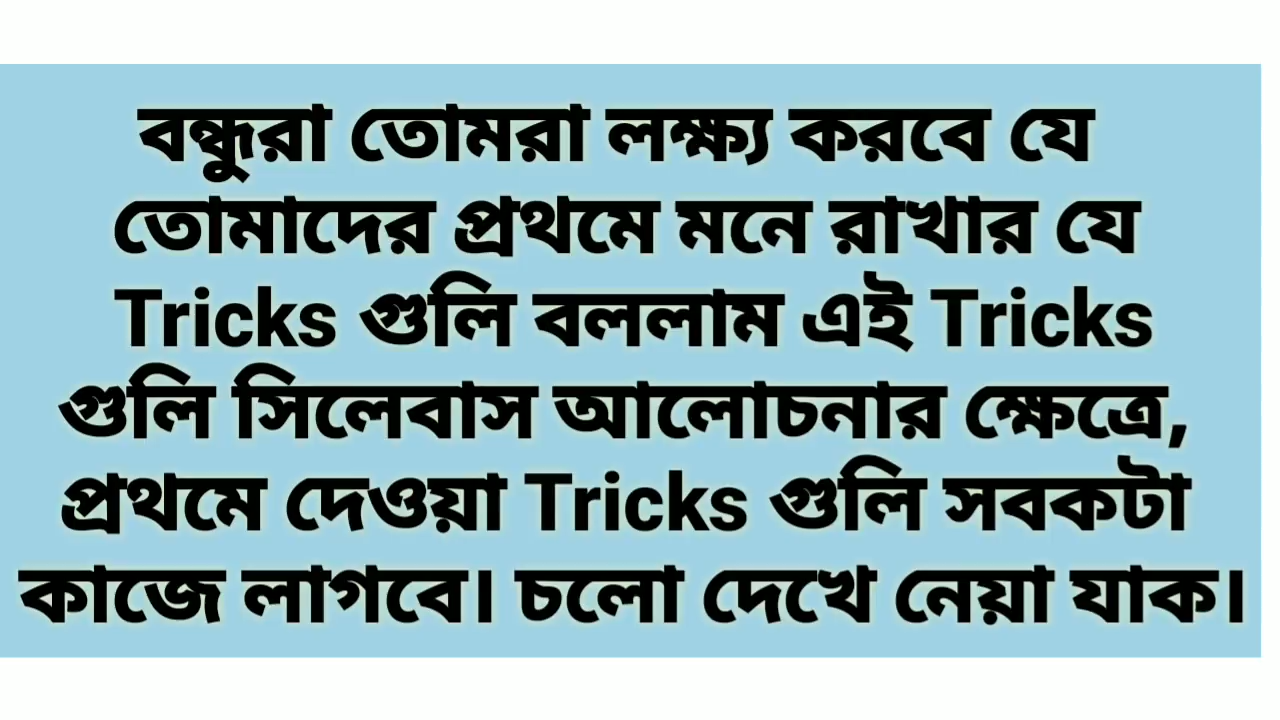 বন্ধুরা তোমরা লক্ষ্য করবে যে
তোমাদের প্রথমে মনে রাখার যে
Tricks গুলি বললাম এই Tricks
গুলি সিলেবাস আলোচনার ক্ষেত্রে,
প্রথমে দেওয়া Tricks গুলি সবকটা
কাজে লাগবে। চলো দেখে নেয়া যাক।